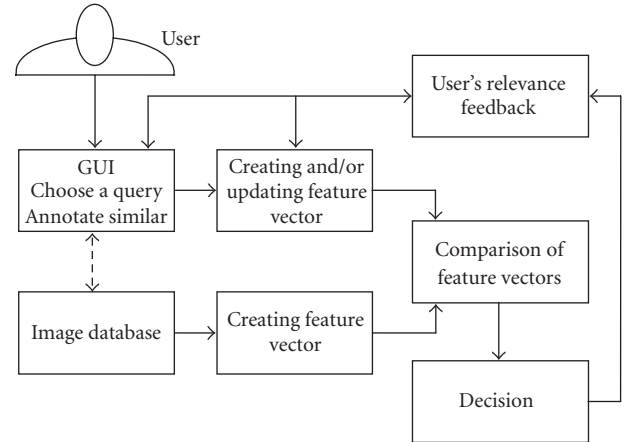 User
User's relevance
feedback
GUI
Choose a query
Annotate similar
Creating and/or
updating feature
vector
Comparison of
feature vectors
Image database
Creating feature
vector
Decision